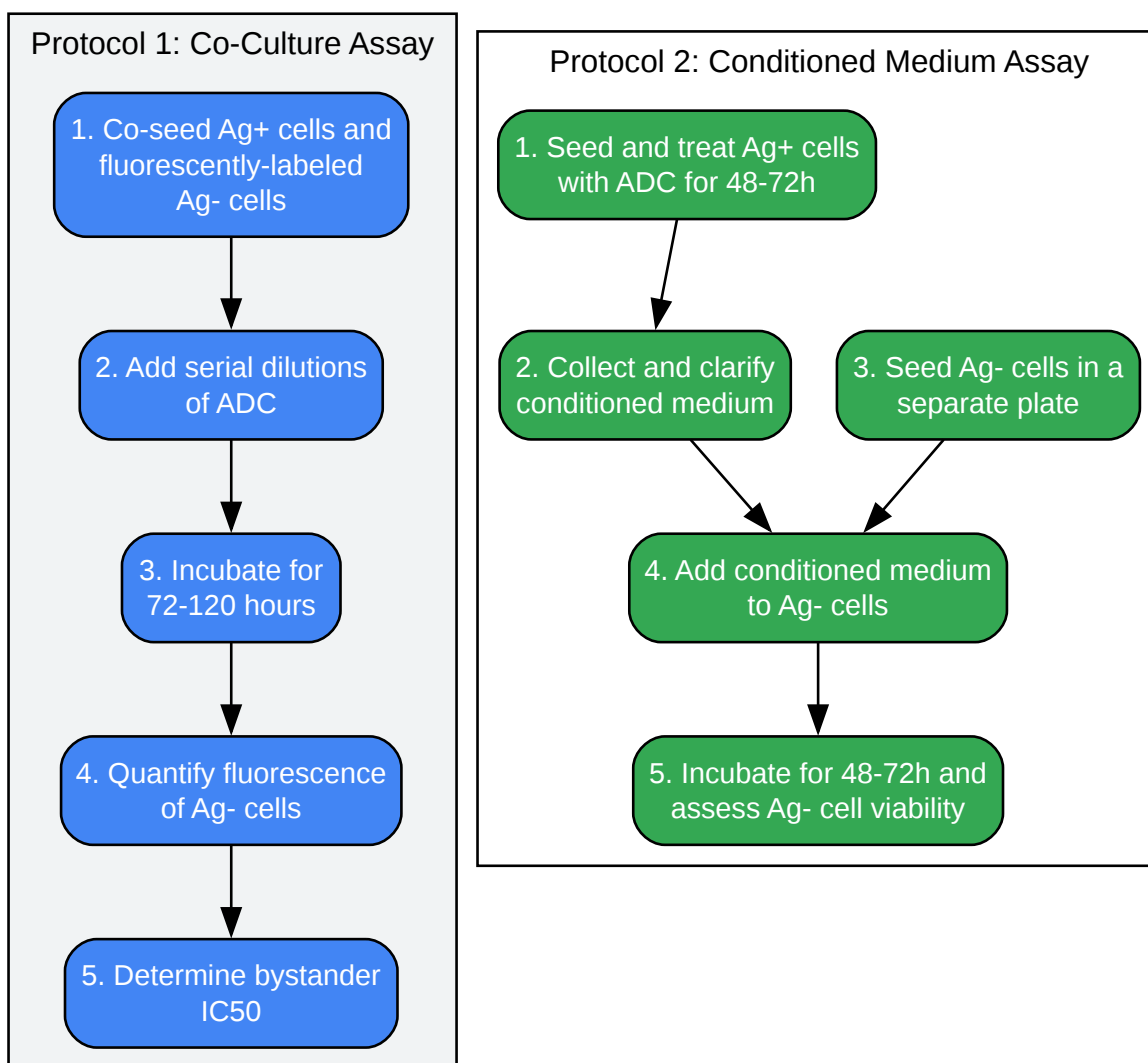 Protocol 1: Co-Culture Assay
1. Co-seed Ag+ cells and
fluorescently-labeled
Ag- cells
2. Add serial dilutions
of ADC
3. Incubate for
72-120 hours
4. Quantify fluorescence
of Ag- cells
5. Determine bystander
IC50
Protocol 2: Conditioned Medium Assay
1. Seed and treat Ag+ cells
with ADC for 48-72h
2. Collect and clarify
conditioned medium
3. Seed Ag- cells in a
separate plate
4. Add conditioned medium
to Ag- cells
5. Incubate for 48-72h and
assess Ag- cell viability